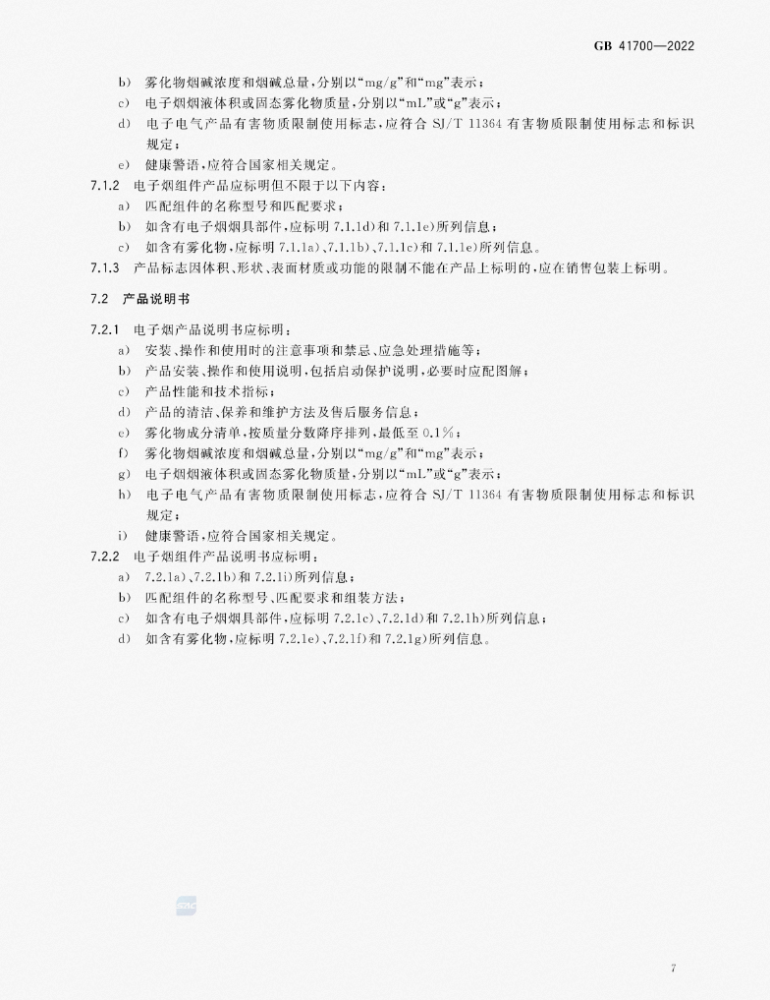 GB 41700—2022
b) 雾化物烟碱浓度和烟碱总量,分别以“mg/g”和“mg”表示;
c) 电子烟烟液体积或固态雾化物质量,分别以“mL”或“g”表示;
d) 电子电气产品有害物质限制使用标志,应符合 SJ/T 11364 有害物质限制使用标志和标识
规定;
e) 健康警语,应符合国家相关规定。
7.1.2 电子烟组件产品应标明但不限于以下内容:
a) 匹配组件的名称型号和匹配要求;
b) 如含有电子烟烟具部件,应标明 7.1.1d)和 7.1.1e)所列信息;
c) 如含有雾化物,应标明 7.1.1a)、7.1.1b)、7.1.1c)和 7.1.1e)所列信息。
7.1.3 产品标志因体积、形状、表面材质或功能的限制不能在产品上标明的,应在销售包装上标明。
7.2 产品说明书
7.2.1 电子烟产品说明书应标明:
a) 安装、操作和使用时的注意事项和禁忌、应急处理措施等;
b) 产品安装、操作和使用说明,包括启动保护说明,必要时应配图解;
c) 产品性能和技术指标;
d) 产品的清洁、保养和维护方法及售后服务信息;
e) 雾化物成分清单,按质量分数降序排列,最低至 0.1%;
f) 雾化物烟碱浓度和烟碱总量,分别以“mg/g”和“mg”表示;
g) 电子烟烟液体积或固态雾化物质量,分别以“mL”或“g”表示;
h) 电子电气产品有害物质限制使用标志,应符合 SJ/T 11364 有害物质限制使用标志和标识
规定;
i) 健康警语,应符合国家相关规定。
7.2.2 电子烟组件产品说明书应标明:
a) 7.2.1a)、7.2.1b)和 7.2.1i)所列信息;
b) 匹配组件的名称型号、匹配要求和组装方法;
c) 如含有电子烟烟具部件,应标明 7.2.1c)、7.2.1d)和 7.2.1h)所列信息;
d) 如含有雾化物,应标明 7.2.1e)、7.2.1f)和 7.2.1g)所列信息。
SAC
7